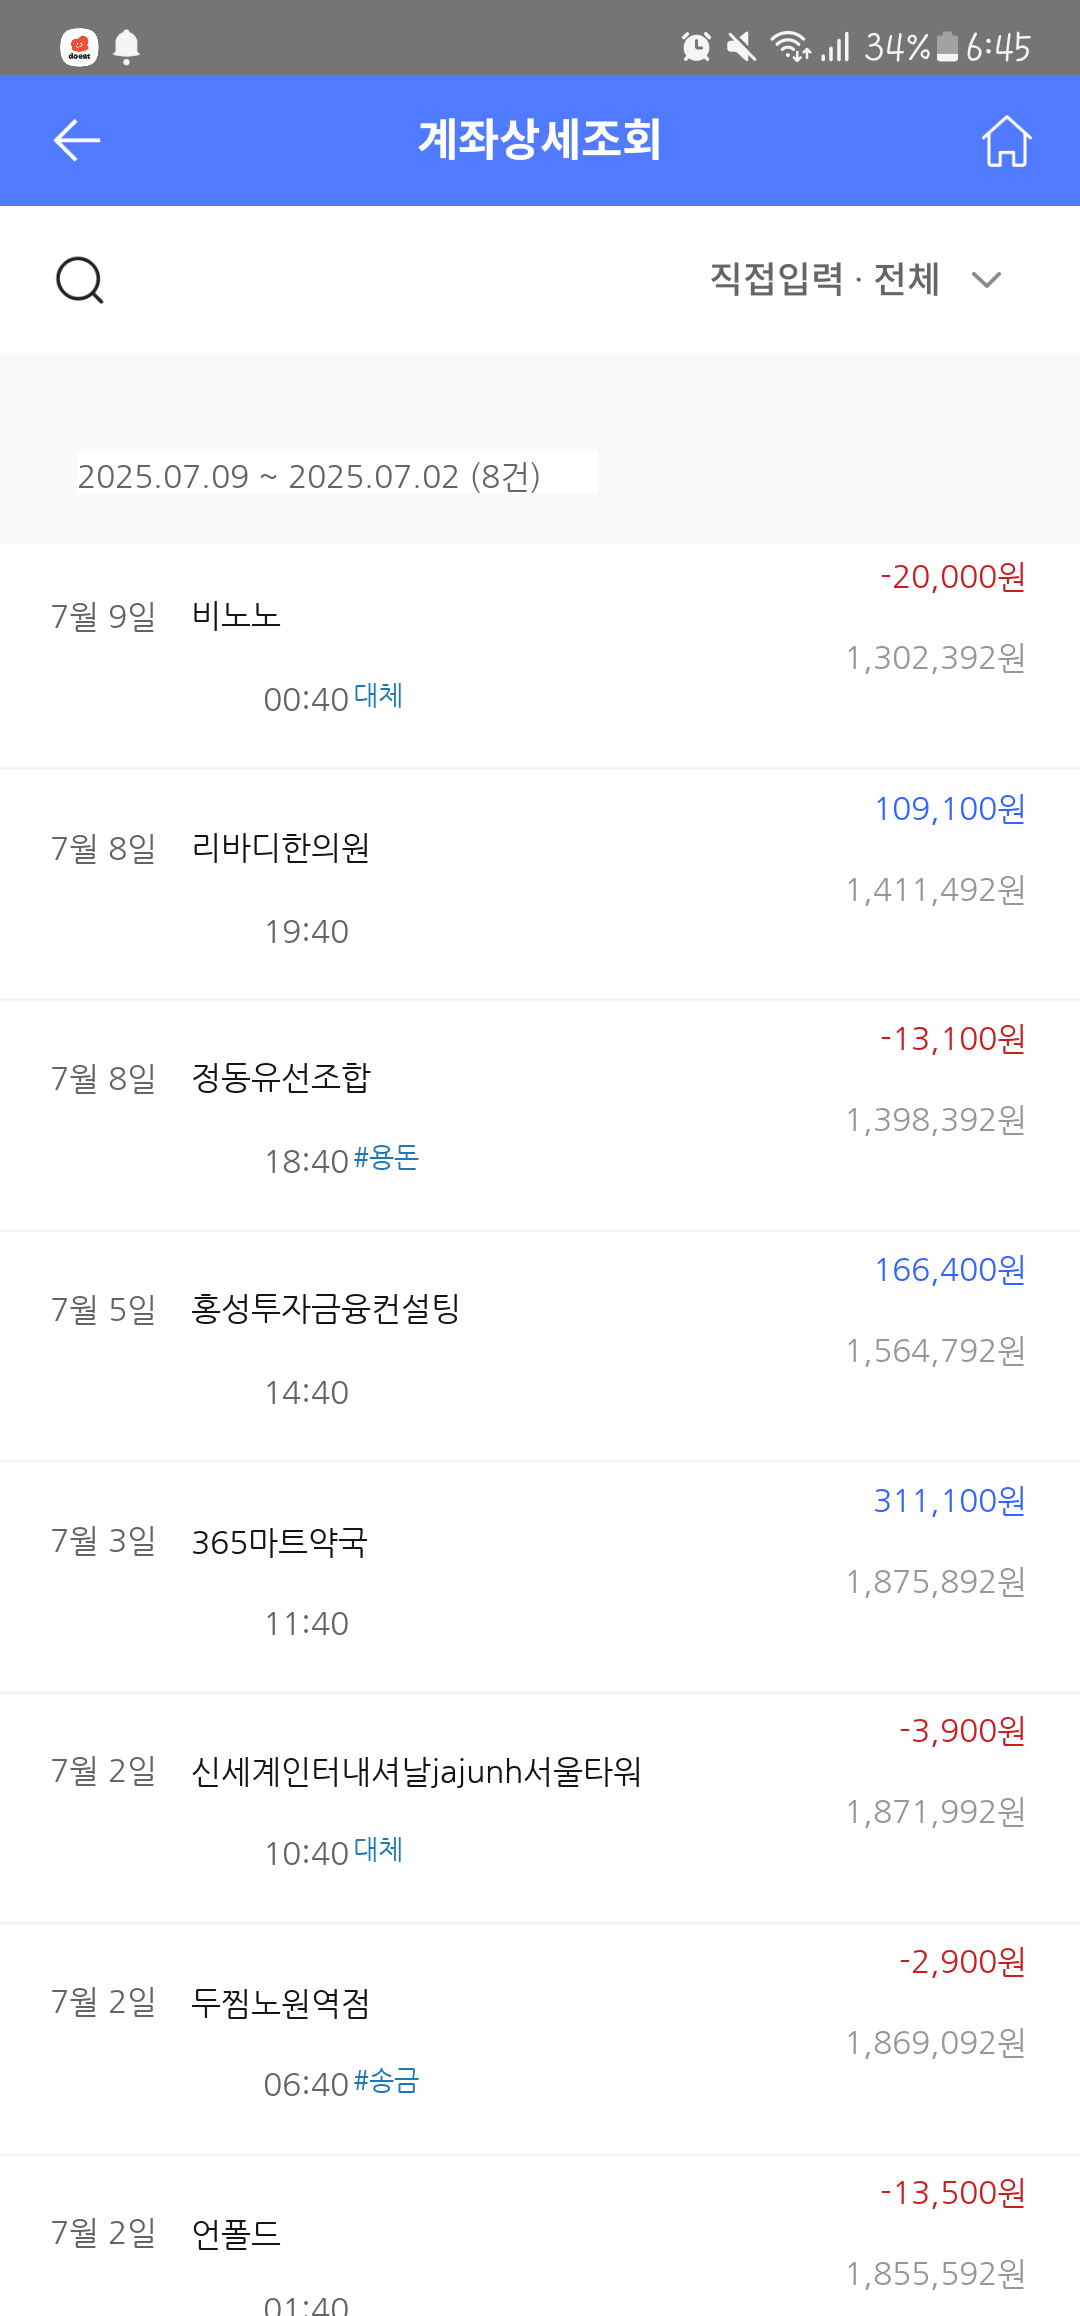 doeat
34% 6:45
계좌상세조회
직접입력 · 전체
2025.07.09 ~ 2025.07.02 (8건)
-20,000원
7월 9일 비노노
1,302,392원
00:40 대체
109,100원
7월 8일 리바디한의원
1,411,492원
19:40
-13,100원
7월 8일 정동유선조합
1,398,392원
18:40 #용돈
166,400원
7월 5일 홍성투자금융컨설팅
1,564,792원
14:40
311,100원
7월 3일 365마트약국
1,875,892원
11:40
-3,900원
7월 2일 신세계인터내셔날jajunh서울타워
1,871,992원
10:40 대체
-2,900원
7월 2일 두찜노원역점
1,869,092원
06:40 #송금
-13,500원
7월 2일 언폴드
1,855,592원
01:40